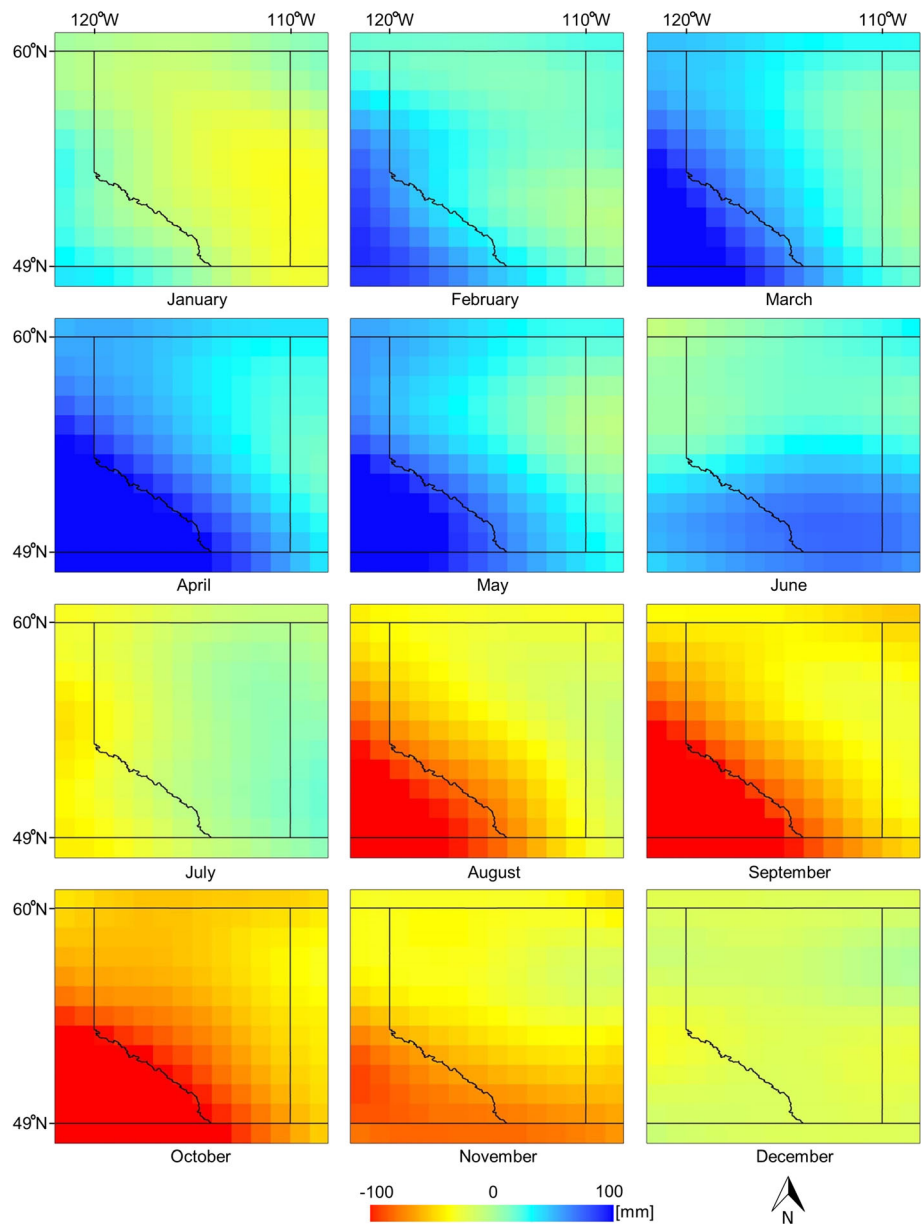 120°W 110°W 120°W 110°W 120°W 110°W
60°N
49°N
January February March
60°N
49°N
April May June
60°N
49°N
July August September
60°N
49°N
October November December
-100 0 100
[mm]
N